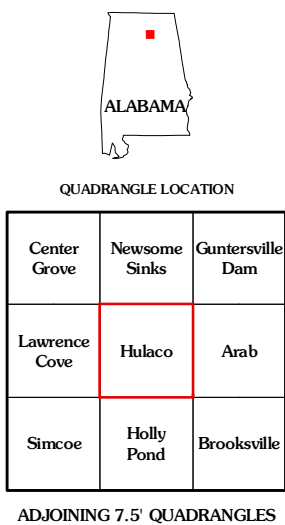 ALABAMA
QUADRANGLE LOCATION
Center
Grove
Newsome
Sinks
Guntersville
Dam
Lawrence
Cove
Hulaco
Arab
Simcoe
Holly
Pond
Brooksville
ADJOINING 7.5' QUADRANGLES